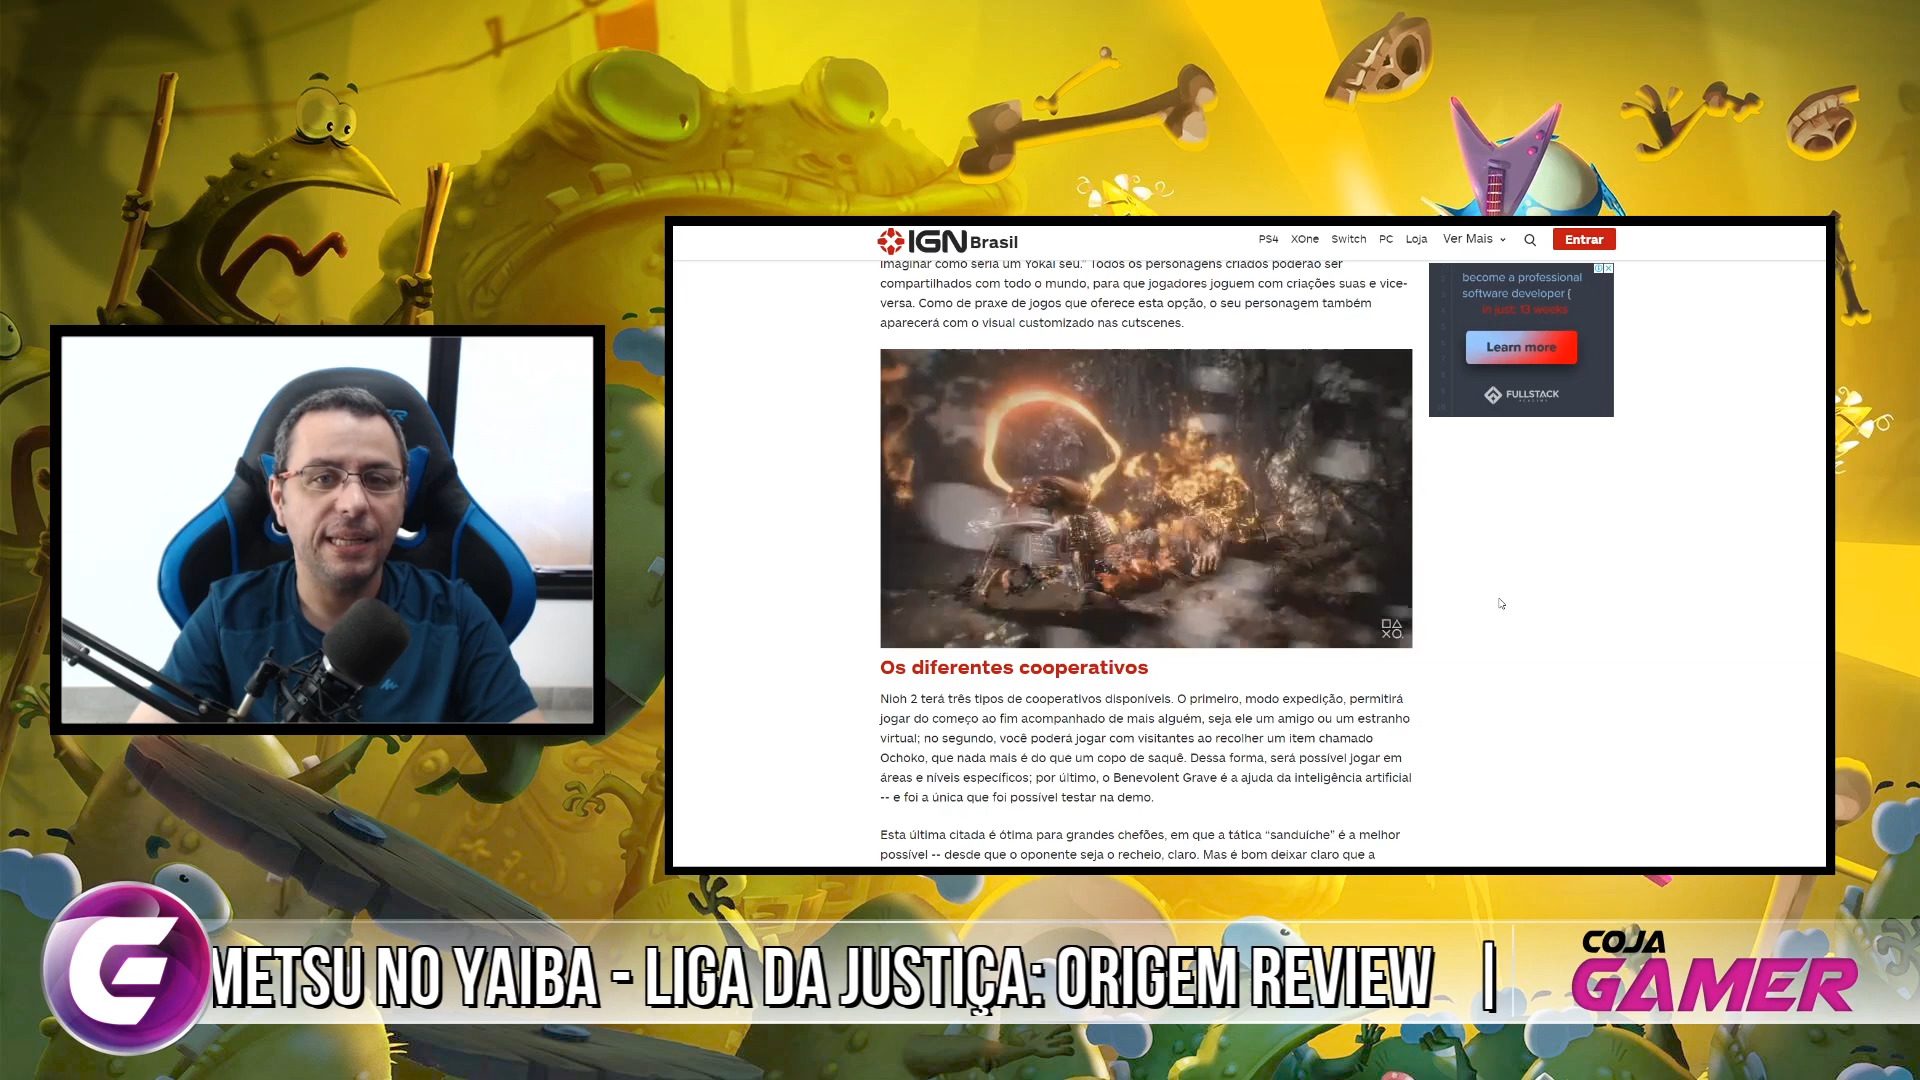 IGN Brasil
PS4 XOne Switch PC Loja Ver Mais Entrar
imaginar como seria um Yokai seu." Todos os personagens criados poderão ser
compartilhados com todo o mundo, para que jogadores joguem com criações suas e vice-
versa. Como de praxe de jogos que oferece esta opção, o seu personagem também
aparecerá com o visual customizado nas cutscenes.
become a professional
software developer {
in just: 13 weeks
Learn more
FULLSTACK
ACADEMY
Os diferentes cooperativos
Nioh 2 terá três tipos de cooperativos disponíveis. O primeiro, modo expedição, permitirá
jogar do começo ao fim acompanhado de mais alguém, seja ele um amigo ou um estranho
virtual; no segundo, você poderá jogar com visitantes ao recolher um item chamado
Ochoko, que nada mais é do que um copo de saquê. Dessa forma, será possível jogar em
áreas e níveis específicos; por último, o Benevolent Grave é a ajuda da inteligência artificial
-- e foi a única que foi possível testar na demo.
Esta última citada é ótima para grandes chefões, em que a tática “sanduíche” é a melhor
possível -- desde que o oponente seja o recheio, claro. Mas é bom deixar claro que a
METSU NO YAIBA - LIGA DA JUSTIÇA: ORIGEM REVIEW |
COJA
GAMER